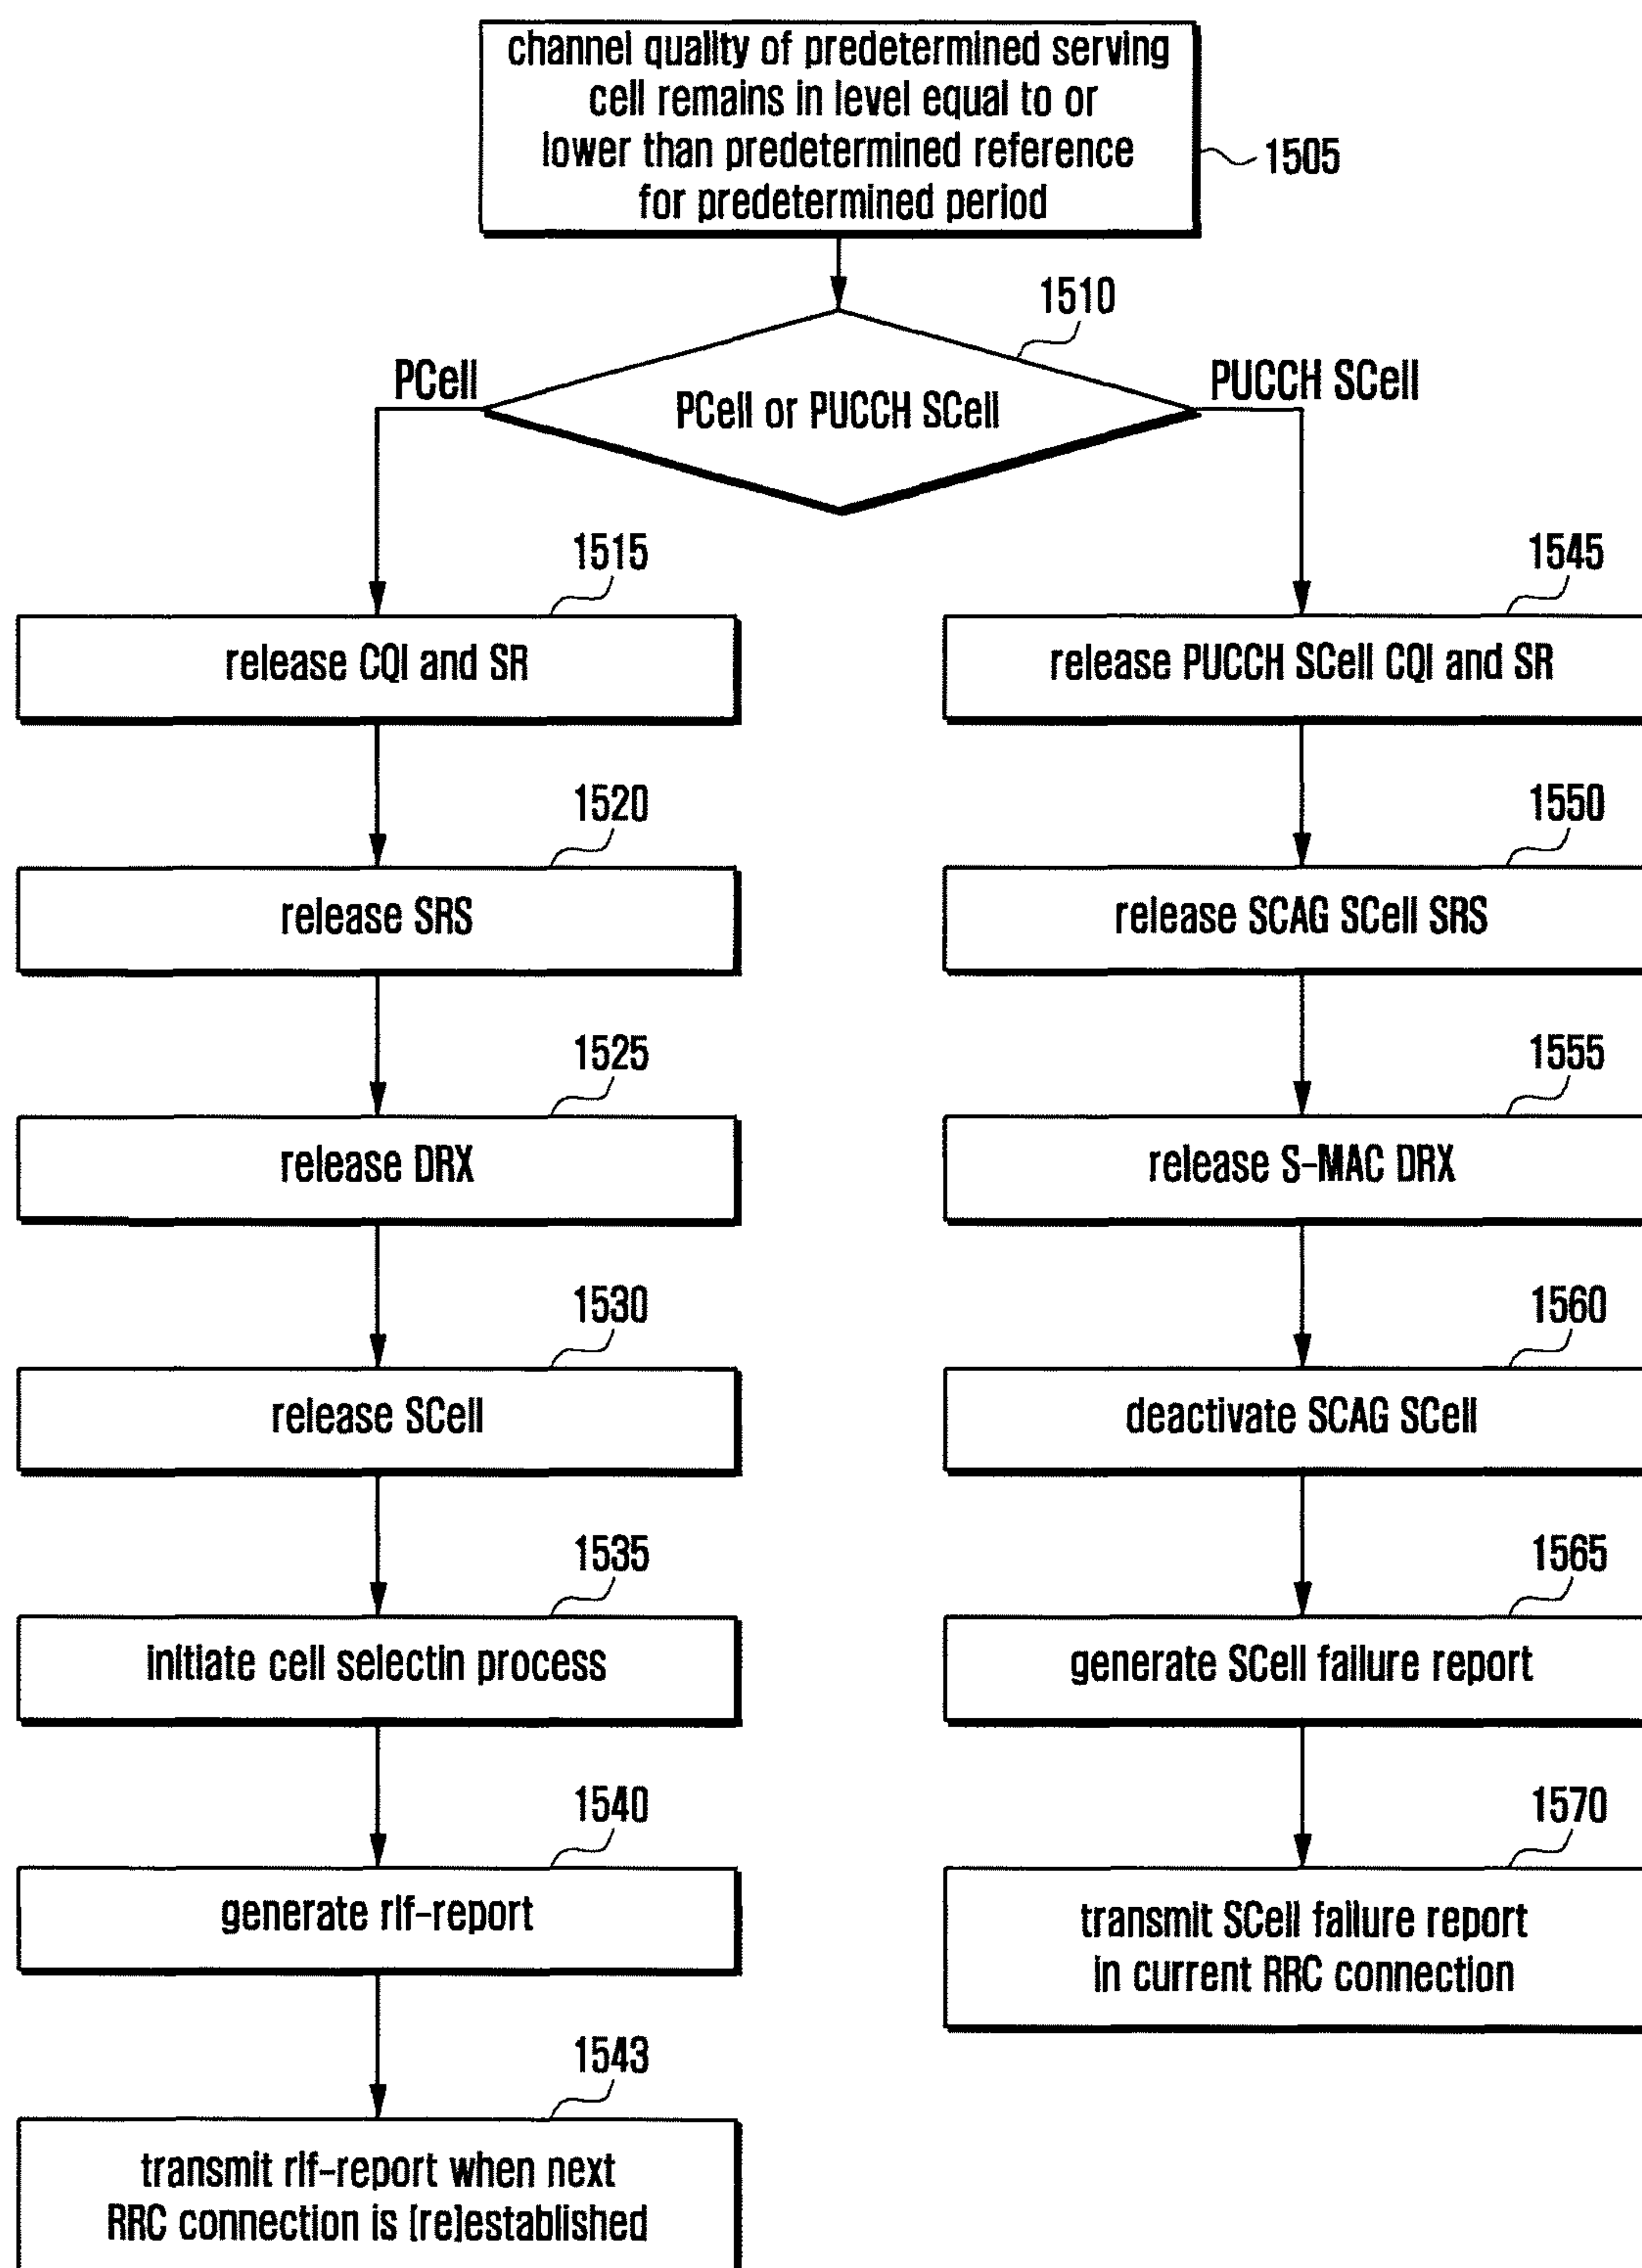 channel quality of predetermined serving
cell remains in level equal to or
lower than predetermined reference
for predetermined period
1505
1510
PCell
PCell or PUCCH SCell
PUCCH SCell
1515
release CQI and SR
1520
release SRS
1525
release DRX
1530
release SCell
1535
initiate cell selectin process
1540
generate rlf-report
1543
transmit rlf-report when next
RRC connection is [re]established
1545
release PUCCH SCell CQI and SR
1550
release SCAG SCell SRS
1555
release S-MAC DRX
1560
deactivate SCAG SCell
1565
generate SCell failure report
1570
transmit SCell failure report
in current RRC connection